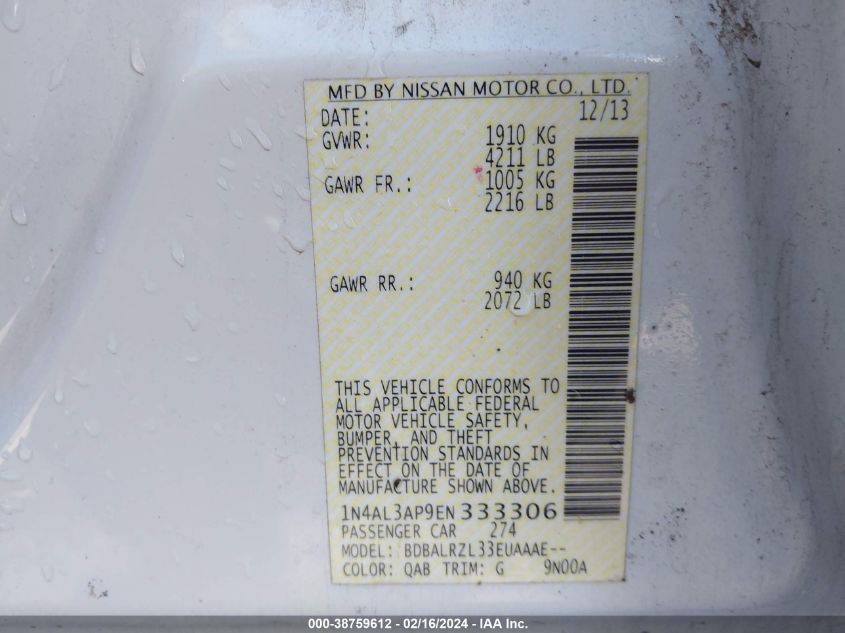 MFD BY NISSAN MOTOR CO., LTD.
DATE: 12/13
GVWR: 1910 KG
4211 LB
GAWR FR.: 1005 KG
2216 LB
GAWR RR.: 940 KG
2072 LB
THIS VEHICLE CONFORMS TO
ALL APPLICABLE FEDERAL
MOTOR VEHICLE SAFETY,
BUMPER, AND THEFT
PREVENTION STANDARDS IN
EFFECT ON THE DATE OF
MANUFACTURE SHOWN ABOVE.
1N4AL3AP9EN333306
PASSENGER CAR 274
MODEL: BDBALRZL33EUAAAE--
COLOR: QAB TRIM: G 9N00A
000-38759612 - 02/16/2024 - IAA Inc.